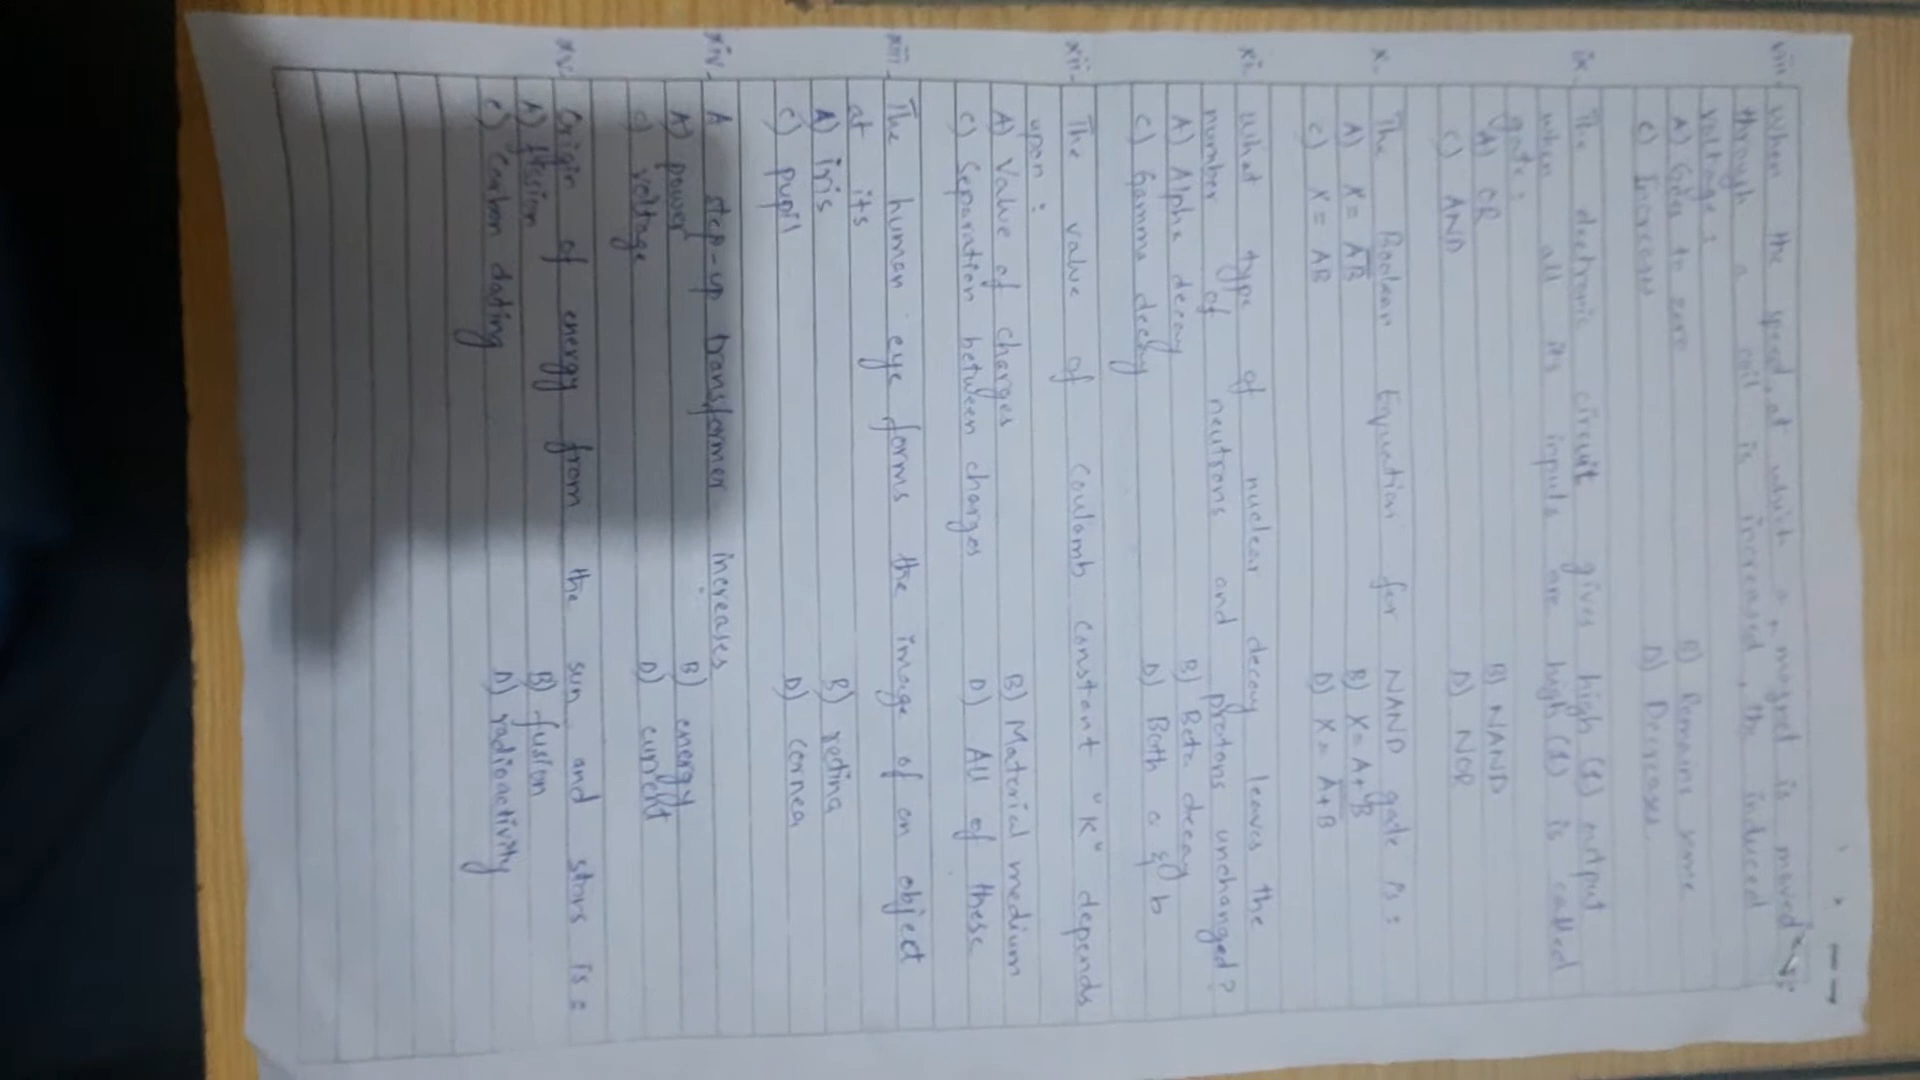 viii- When the speed at which a magnet is moved
through a coil is increased, the induced
voltage:
A) Goes to zero B) Remains same
C) Increases D) Decreases.
ix- The electronic circuit gives high (1) output
when all its inputs are high (1) is called
gate:
A) OR B) NAND
C) AND D) NOR
x- The Boolean Equation for NAND gate is:
A) X = A̅B̅ B) X = A+B
C) X = AB D) X = A̅+̅B̅
xi- what type of nuclear decay leaves the
number of neutrons and protons unchanged?
A) Alpha decay B) Beta decay
C) Gamma decay D) Both a & b
xii- The value of coulomb constant "K" depends
upon:
A) Value of charges B) Material medium
C) Separation between charges D) All of these
xiii- The human eye forms the image of an object
at its
A) iris B) retina
C) pupil D) cornea
xiv- A step-up transformer increases
A) power B) energy
C) voltage D) current
xv- Origin of energy from the sun and stars is:
A) fission B) fusion
C) carbon dating D) radioactivity